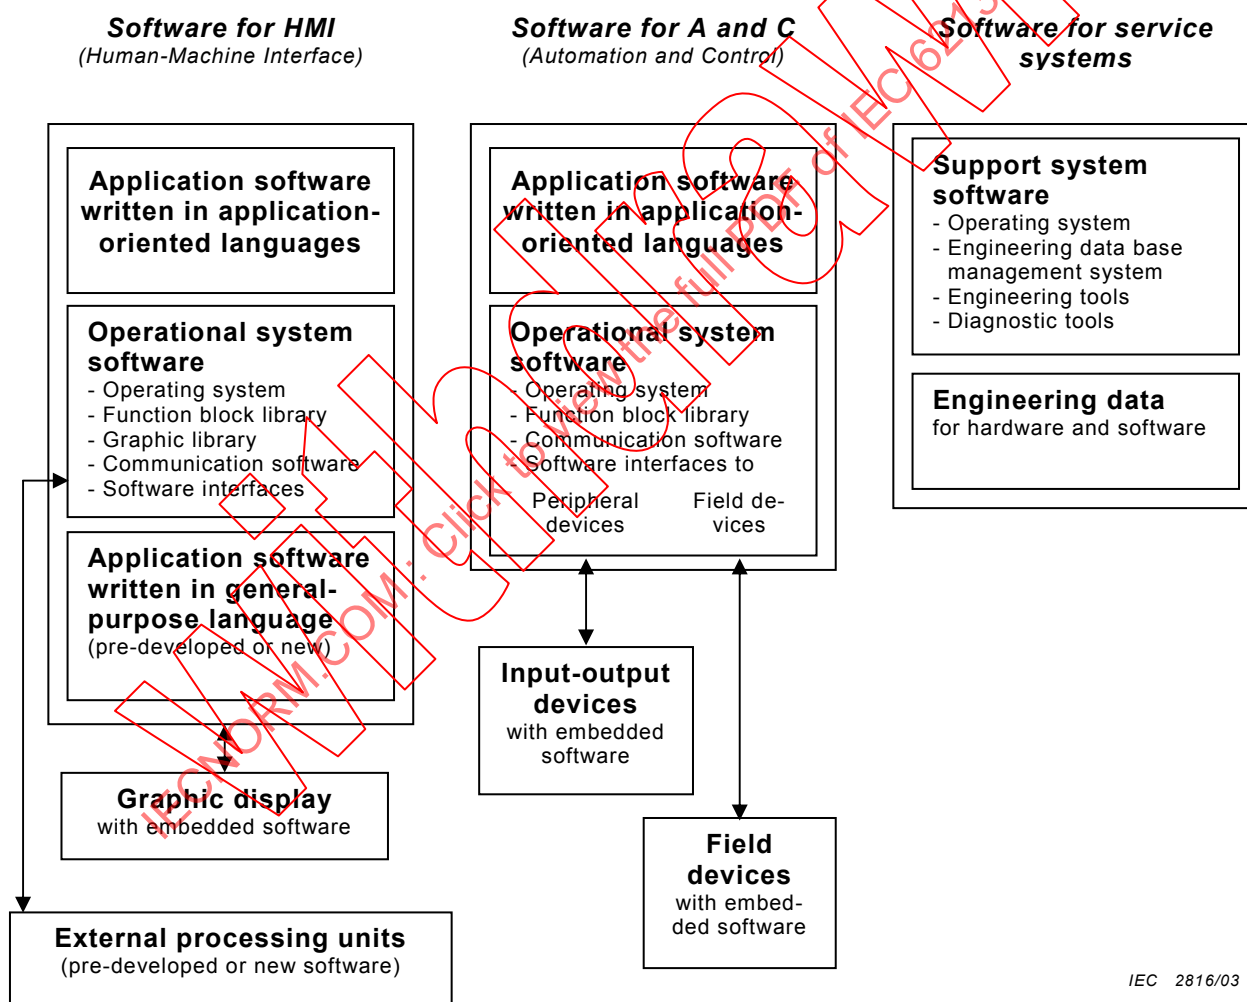 Software for HMI
(Human-Machine Interface)
Application software
written in application-
oriented languages
Operational system
software
- Operating system
- Function block library
- Graphic library
- Communication software
- Software interfaces
Application software
written in general-
purpose language
(pre-developed or new)
Graphic display
with embedded software
External processing units
(pre-developed or new software)
Software for A and C
(Automation and Control)
Application software
written in application-
oriented languages
Operational system
software
- Operating system
- Function block library
- Communication software
- Software interfaces to
Peripheral
devices
Field de-
vices
Input-output
devices
with embedded
software
Field
devices
with embed-
ded software
Software for service
systems
Support system
software
- Operating system
- Engineering data base
management system
- Engineering tools
- Diagnostic tools
Engineering data
for hardware and software
IEC 2816/03
IECNORM.COM : Click to view the full PDF of IEC
Withdraw